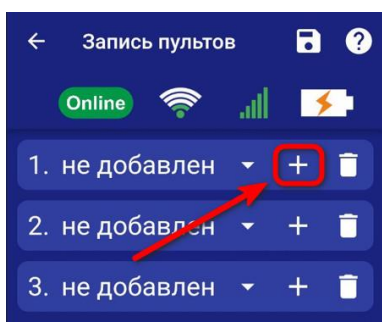 Запись пультов
Online
1. не добавлен
2. не добавлен
3. не добавлен